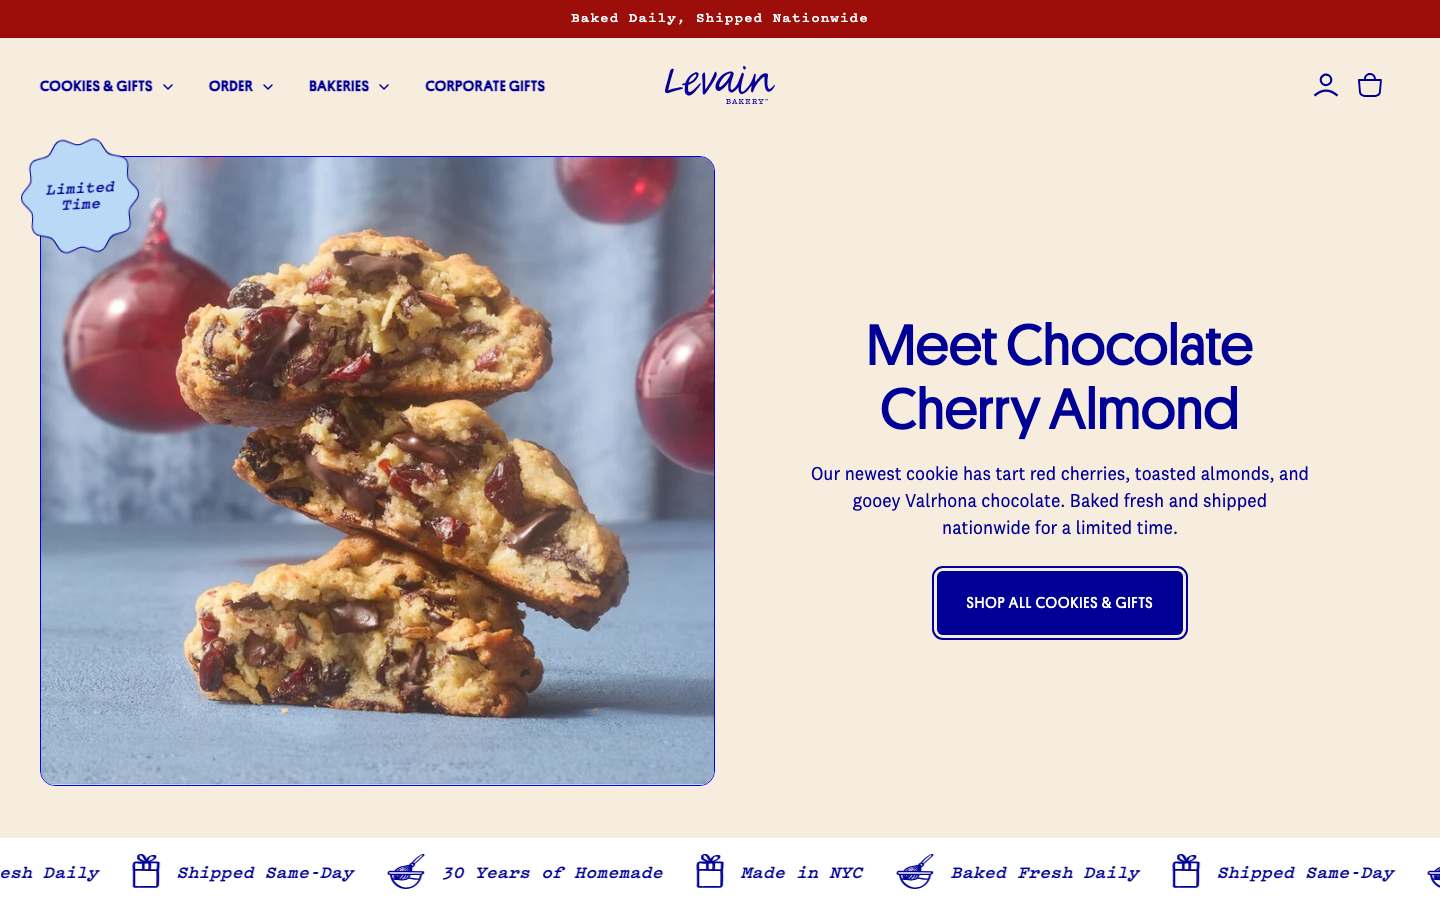 Baked Daily, Shipped Nationwide
COOKIES & GIFTS
ORDER
BAKERIES
CORPORATE GIFTS
Levain
BAKERY™
Limited
Time
Meet Chocolate
Cherry Almond
Our newest cookie has tart red cherries, toasted almonds, and
gooey Valrhona chocolate. Baked fresh and shipped
nationwide for a limited time.
SHOP ALL COOKIES & GIFTS
esh Daily
Shipped Same-Day
30 Years of Homemade
Made in NYC
Baked Fresh Daily
Shipped Same-Day